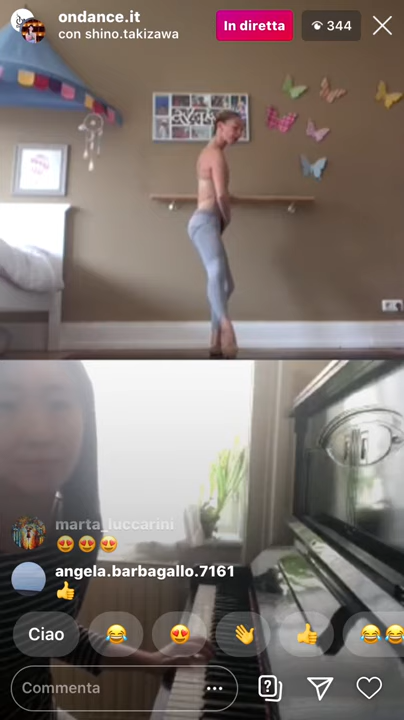 ondance.it
con shino.takizawa
In diretta
344
marta_luccarini
angela.barbagallo.7161
Ciao
Commenta